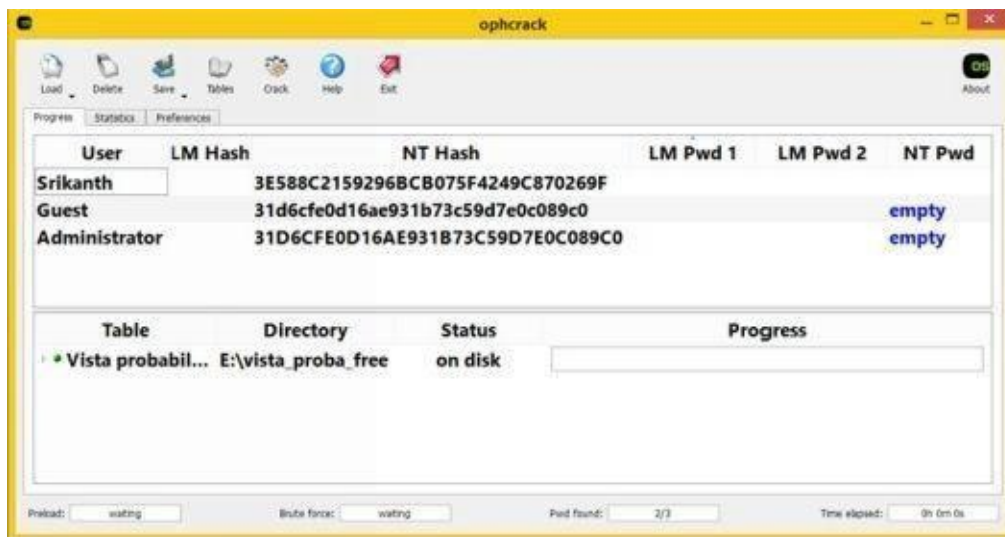 ophcrack
Load Delete Save Tables Crack Help Exit About
OS
Progress Statistics Preferences
User LM Hash NT Hash LM Pwd 1 LM Pwd 2 NT Pwd
Srikanth 3E588C2159296BCB075F4249C870269F
Guest 31d6cfe0d16ae931b73c59d7e0c089c0 empty
Administrator 31D6CFE0D16AE931B73C59D7E0C089C0 empty
Table Directory Status Progress
Vista probabil... E:\vista_proba_free on disk
Preload: waiting Brute force: waiting Pwd found: 2/3 Time elapsed: 0h 0m 0s